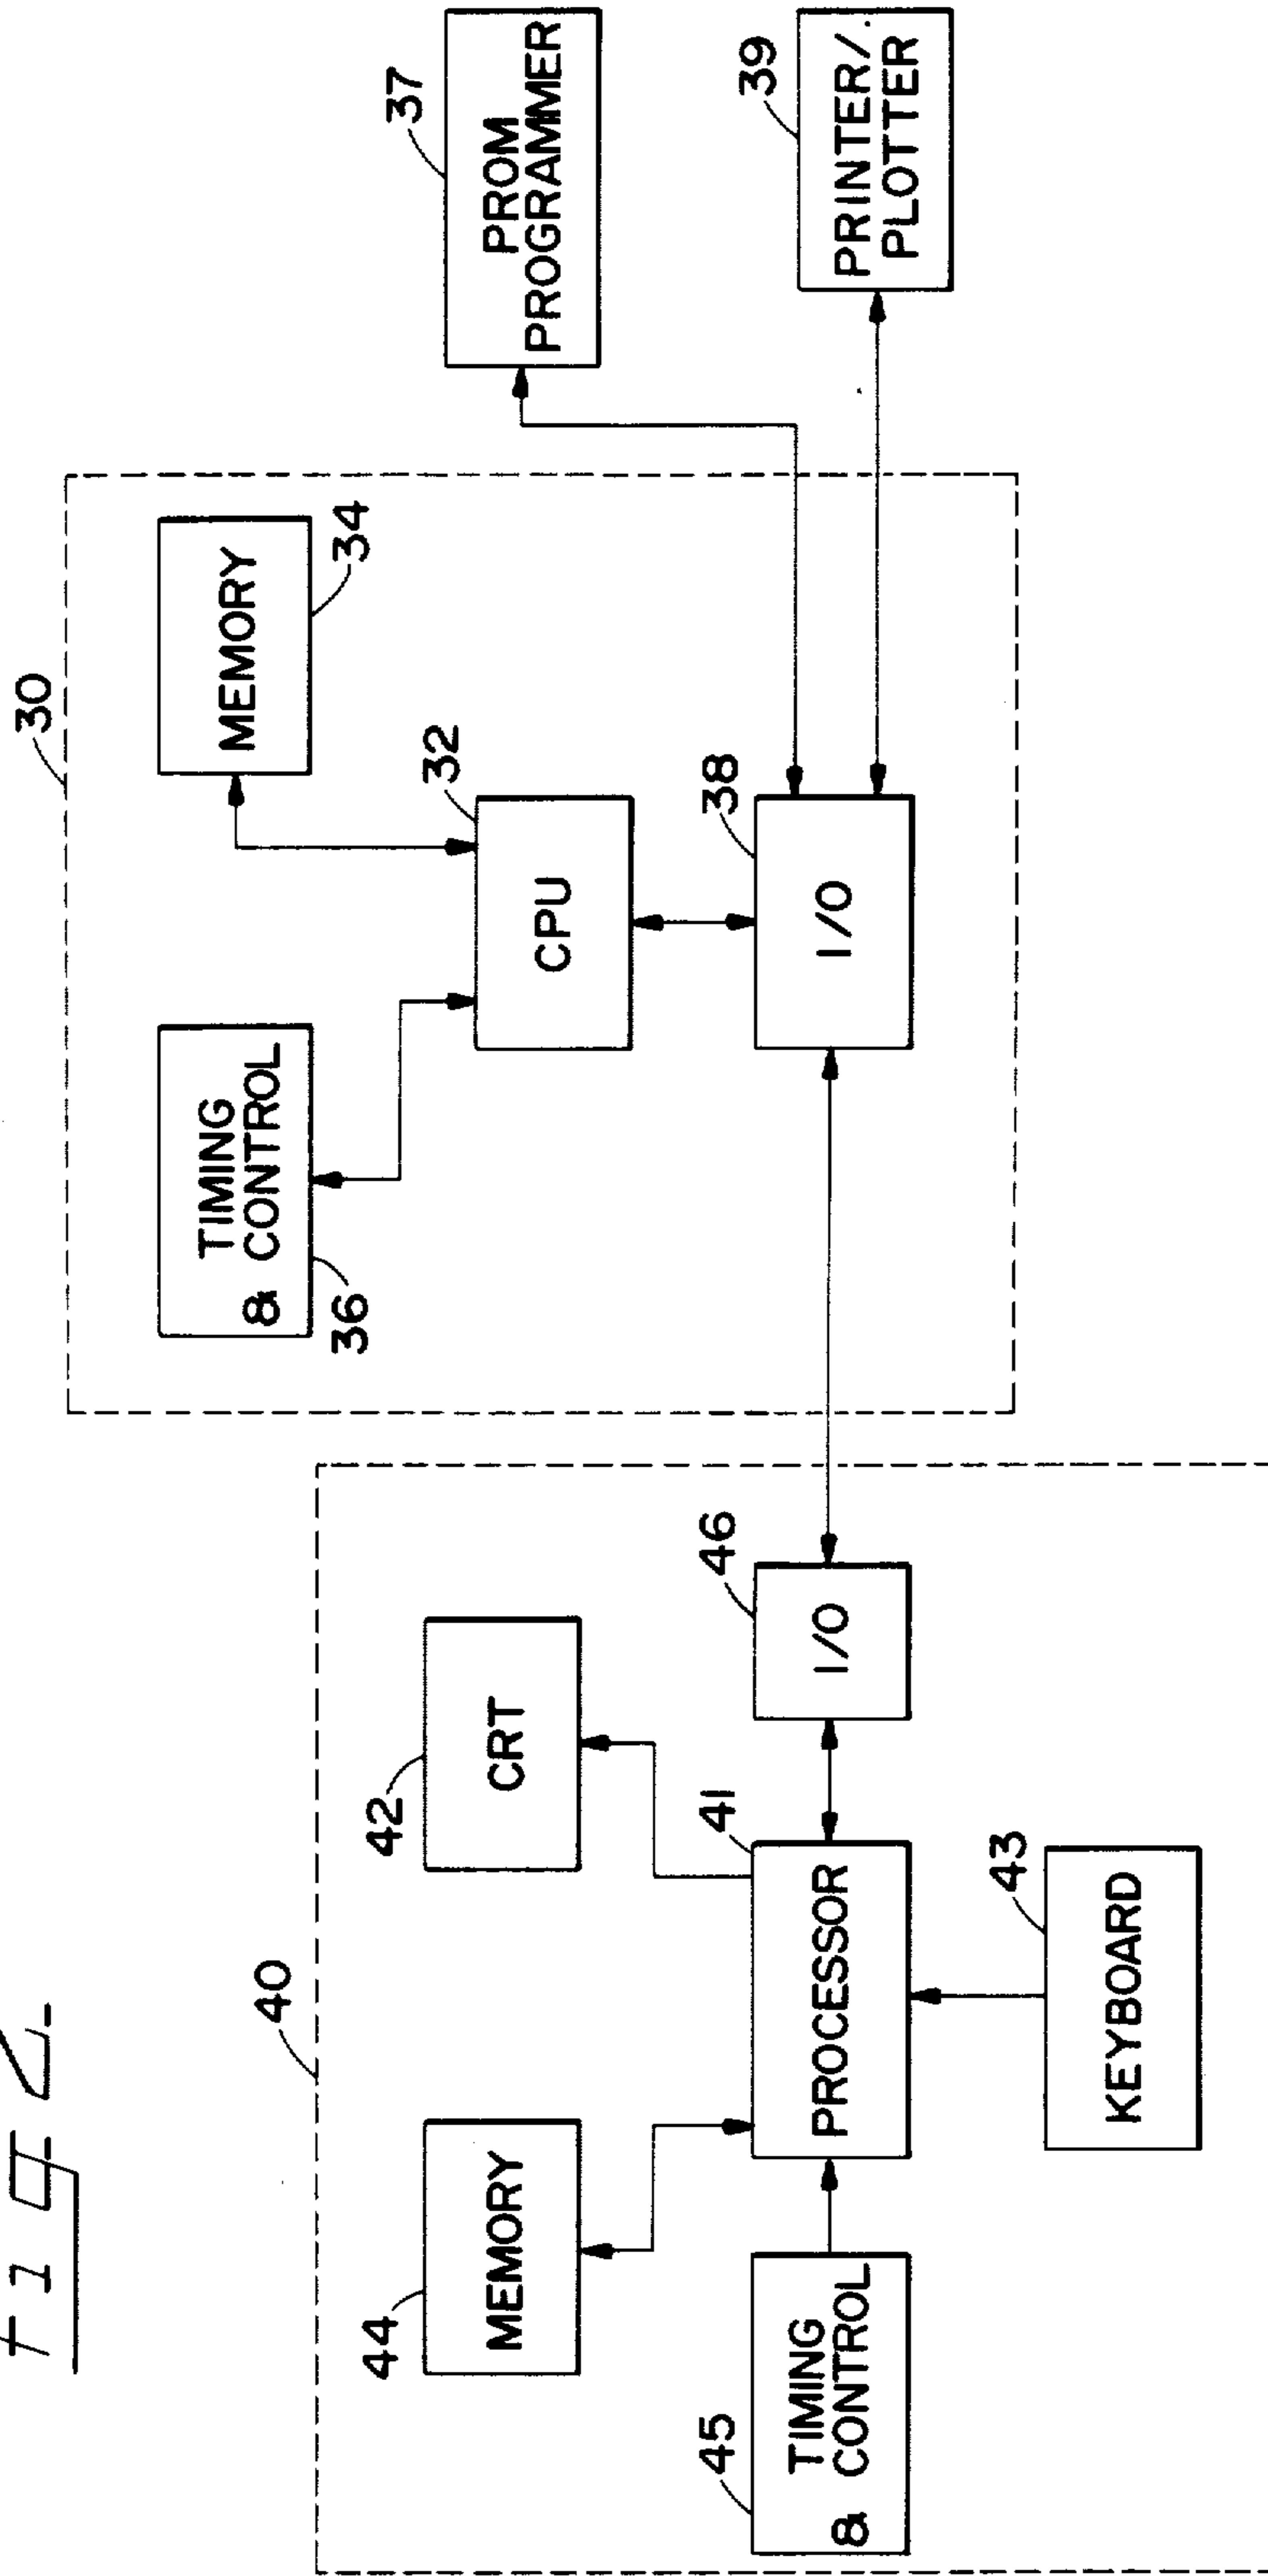 Fig 2
40
30
44
MEMORY
42
CRT
45
TIMING
& CONTROL
41
PROCESSOR
46
I/O
43
KEYBOARD
36
TIMING
& CONTROL
MEMORY
34
32
CPU
38
I/O
37
PROM
PROGRAMMER
39
PRINTER/
PLOTTER